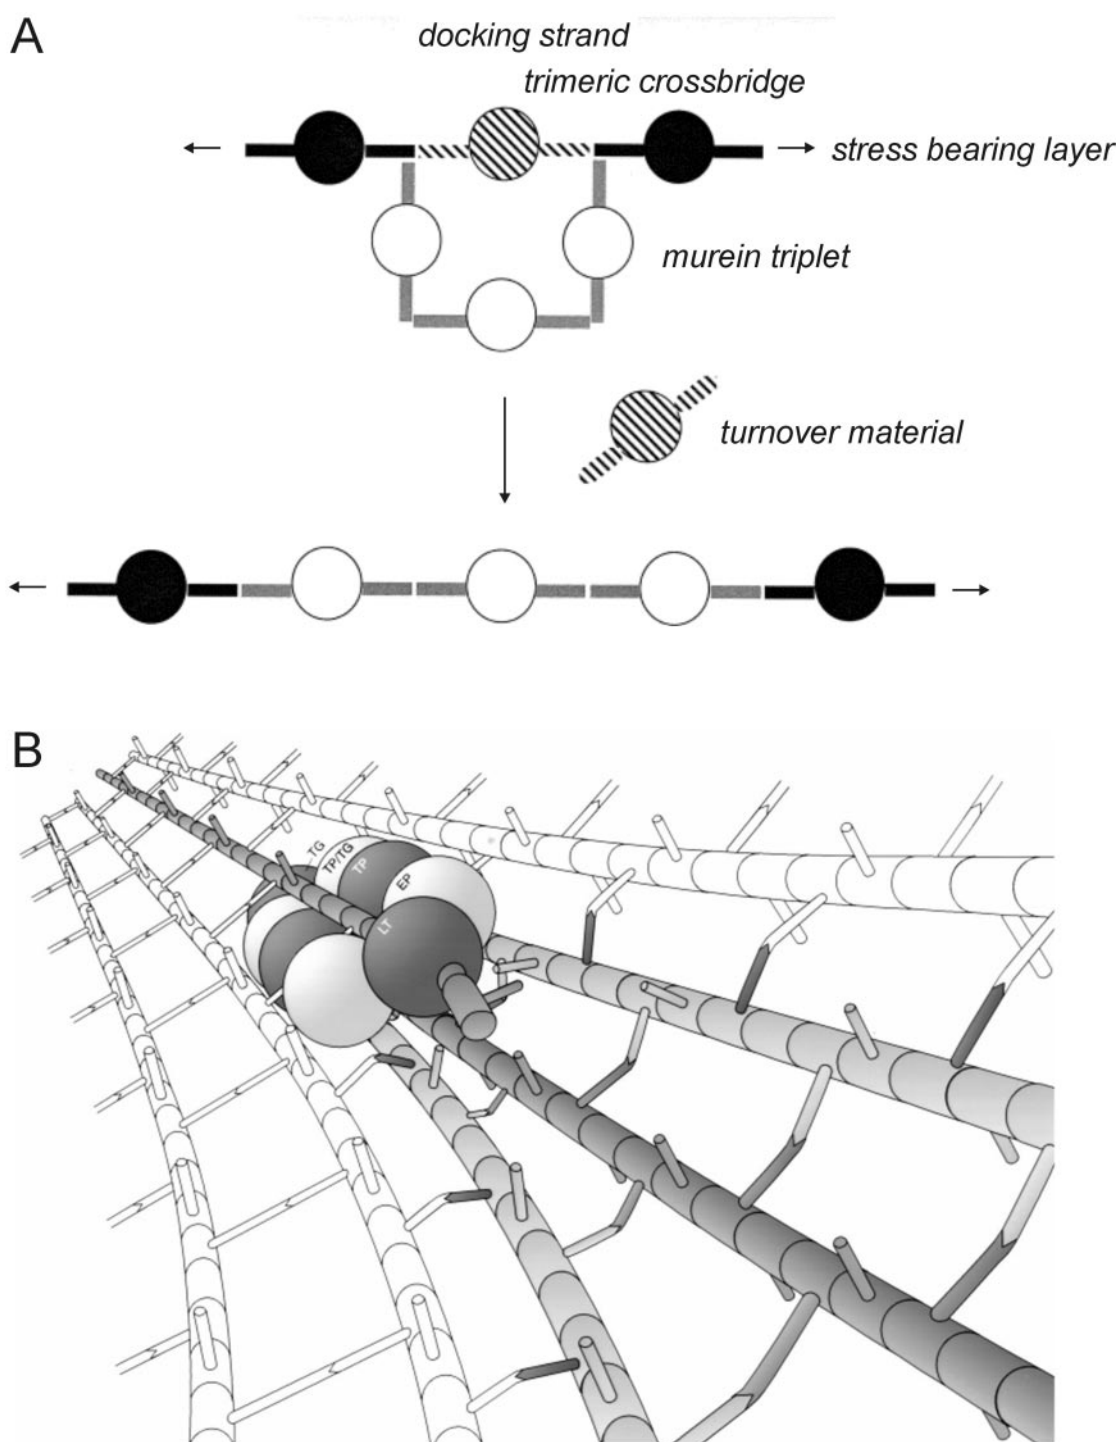 A
docking strand
trimeric crossbridge
stress bearing layer
murein triplet
turnover material
B
TG
TP/TG
TP
EP
LT